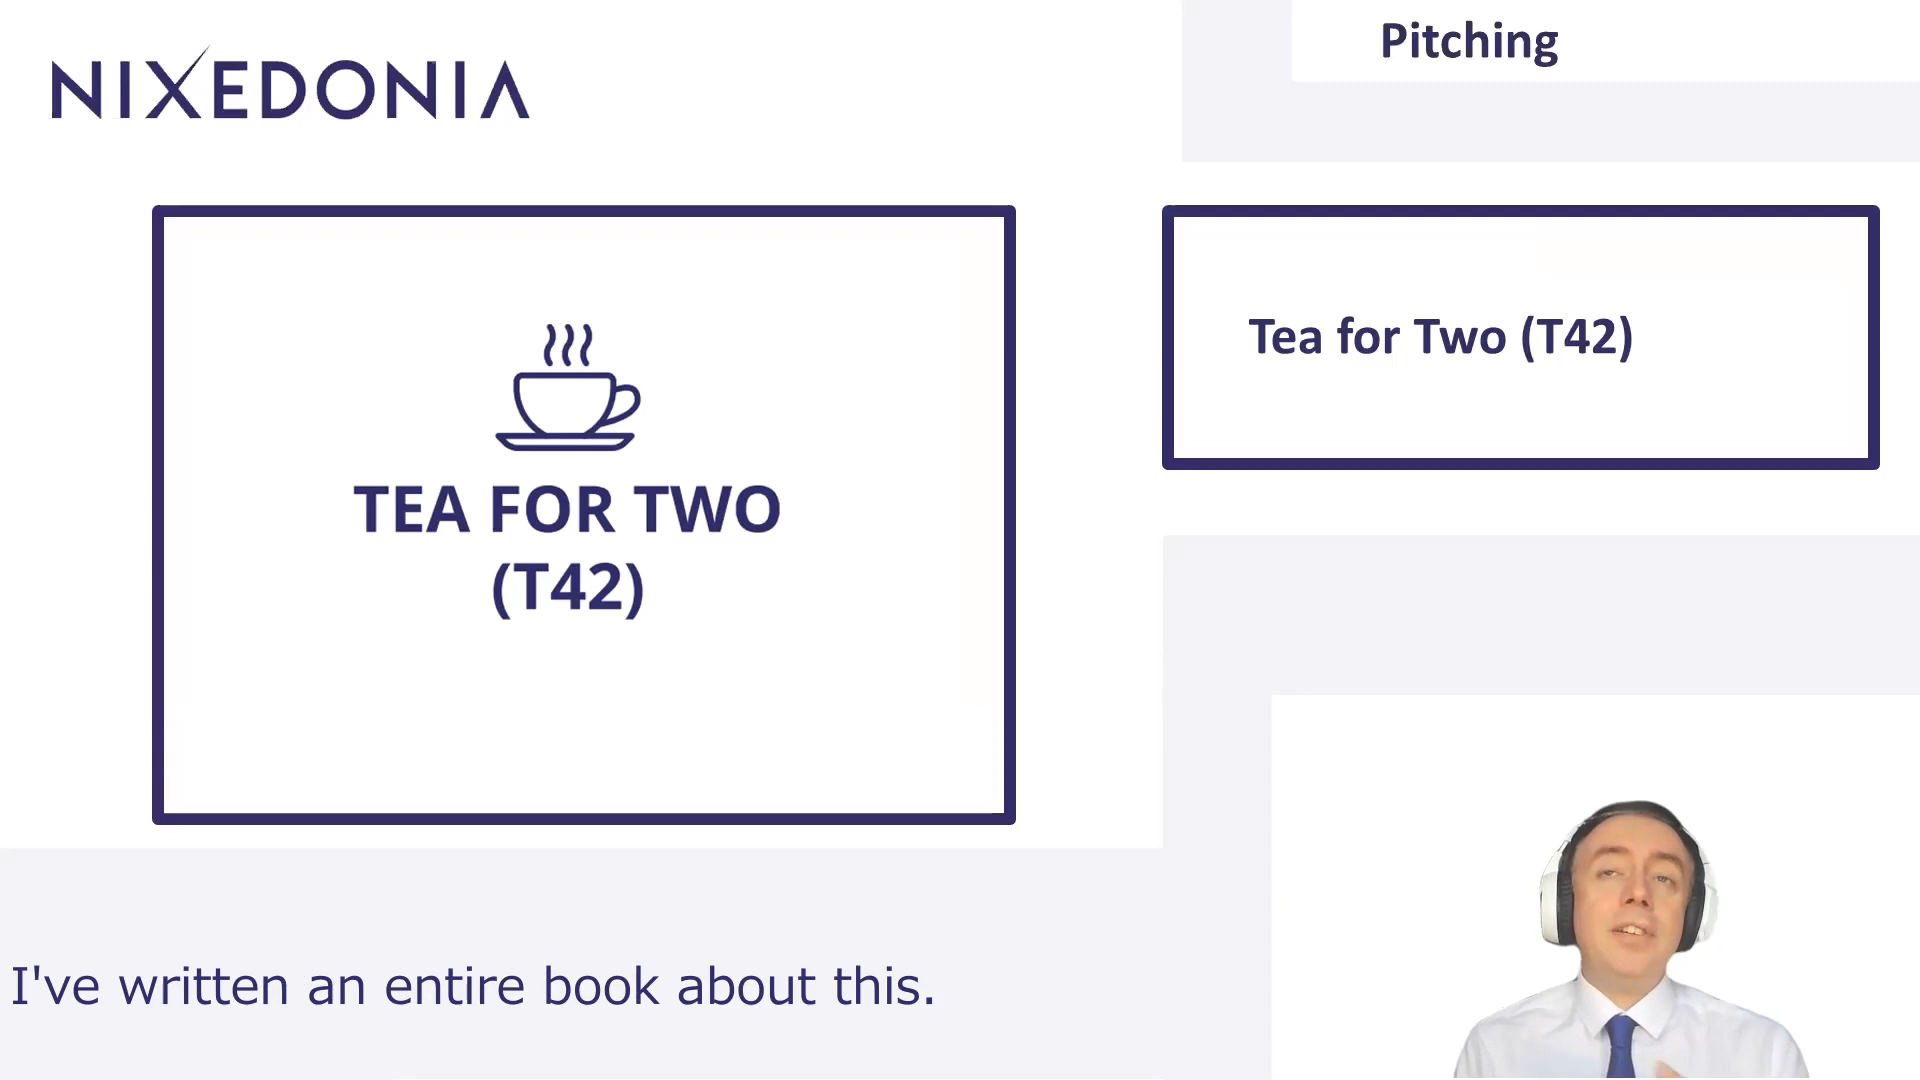 NIXEDONIA
Pitching
TEA FOR TWO
(T42)
Tea for Two (T42)
I've written an entire book about this.